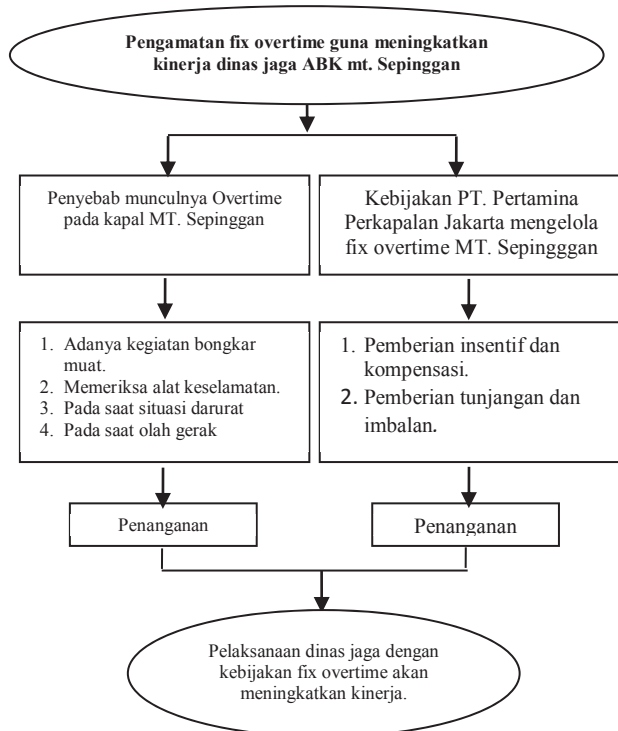 Pengamatan fix overtime guna meningkatkan
kinerja dinas jaga ABK mt. Sepinggan
Penyebab munculnya Overtime
pada kapal MT. Sepinggan
Kebijakan PT. Pertamina
Perkapalan Jakarta mengelola
fix overtime MT. Sepingggan
1. Adanya kegiatan bongkar
muat.
2. Memeriksa alat keselamatan.
3. Pada saat situasi darurat
4. Pada saat olah gerak
1. Pemberian insentif dan
kompensasi.
2. Pemberian tunjangan dan
imbalan.
Penanganan
Penanganan
Pelaksanaan dinas jaga dengan
kebijakan fix overtime akan
meningkatkan kinerja.